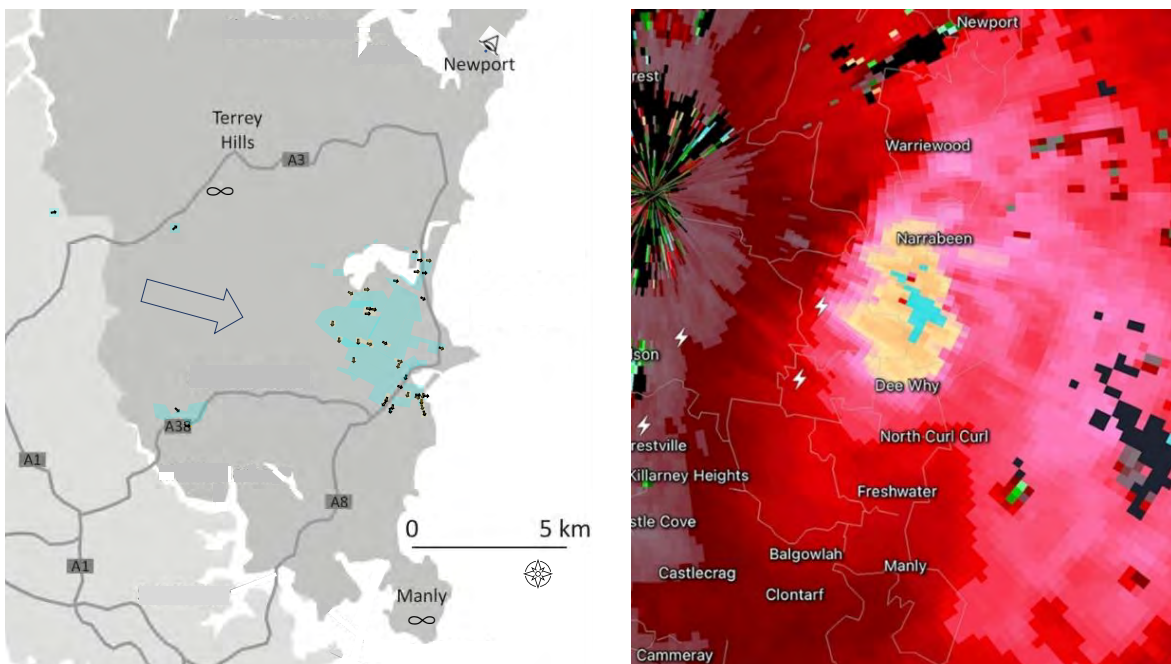 Newport
Terrey
Hills
A3
A38
A1
A8
0 5 km
A1
Manly
Newport
rest
Warriewood
Narrabeen
son
Dee Why
North Curl Curl
restville
Killarney Heights
Freshwater
stle Cove
Balgowlah
Manly
Castlecrag
Clontarf
Cammeray